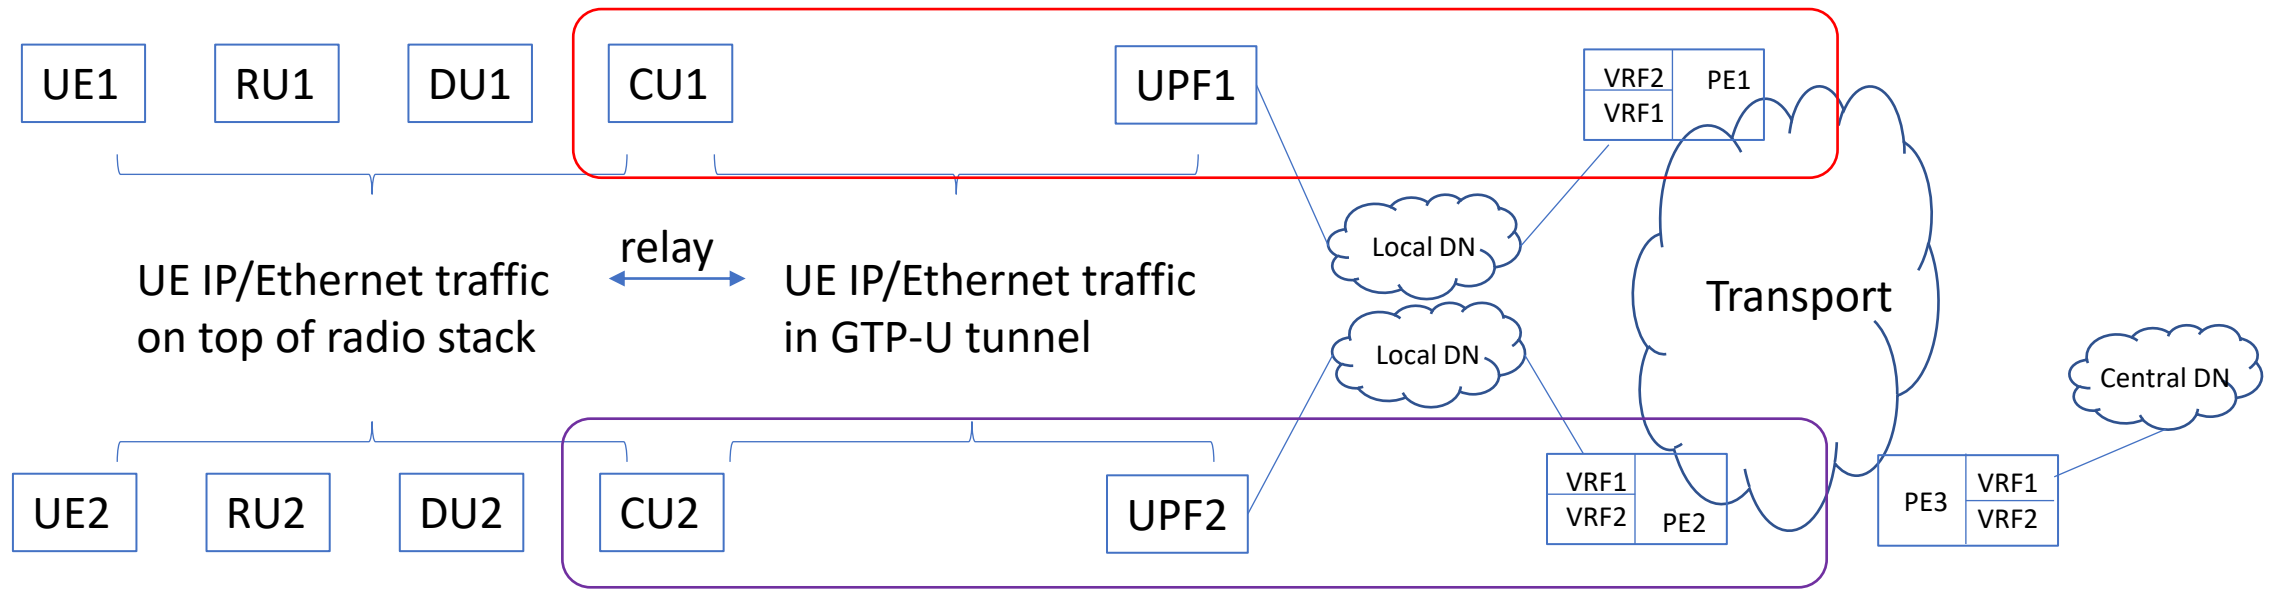 UE1
RU1
DU1
CU1
UPF1
VRF2
PE1
VRF1
relay
Local DN
UE IP/Ethernet traffic
on top of radio stack
UE IP/Ethernet traffic
in GTP-U tunnel
Transport
Local DN
Central DN
UE2
RU2
DU2
CU2
UPF2
VRF1
VRF2
PE2
PE3
VRF1
VRF2